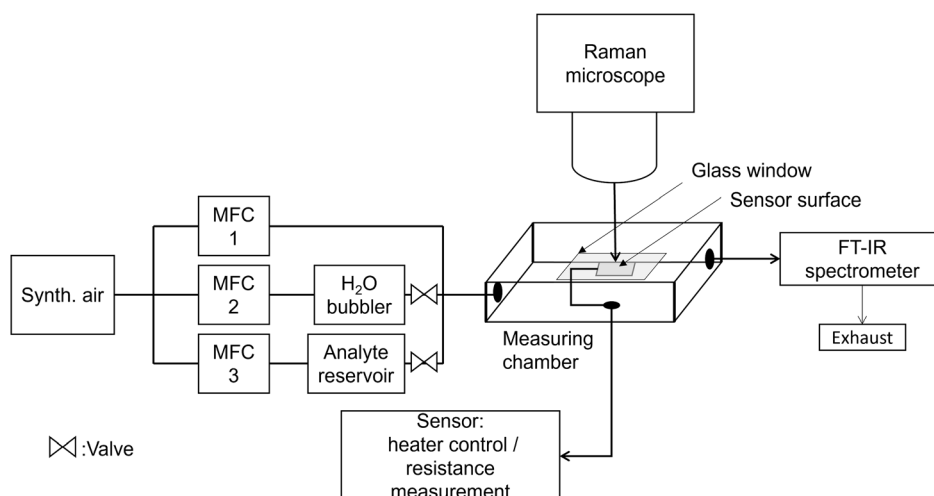 Raman
microscope
Glass window
Sensor surface
MFC
1
Synth. air
MFC
2
H₂O
bubbler
MFC
3
Analyte
reservoir
Measuring
chamber
FT-IR
spectrometer
Exhaust
:Valve
Sensor:
heater control /
resistance
measurement